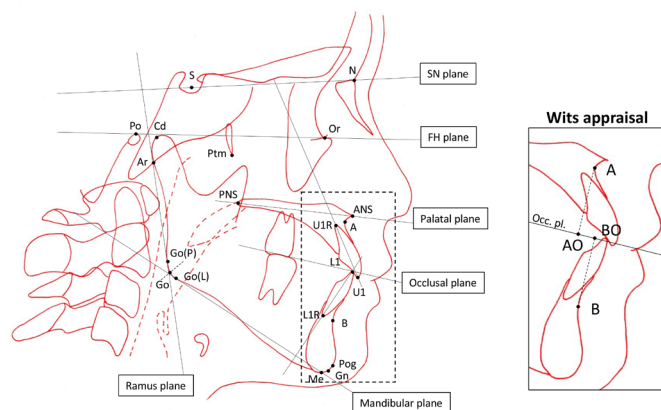 S
N
SN plane
Po
Cd
Or
FH plane
Ar
Ptm
PNS
ANS
Palatal plane
U1R
A
Go(P)
Go
Go(L)
L1
U1
Occlusal plane
L1R
B
Pog
Me
Gn
Ramus plane
Mandibular plane
Wits appraisal
A
Occ. pl.
BO
AO
B